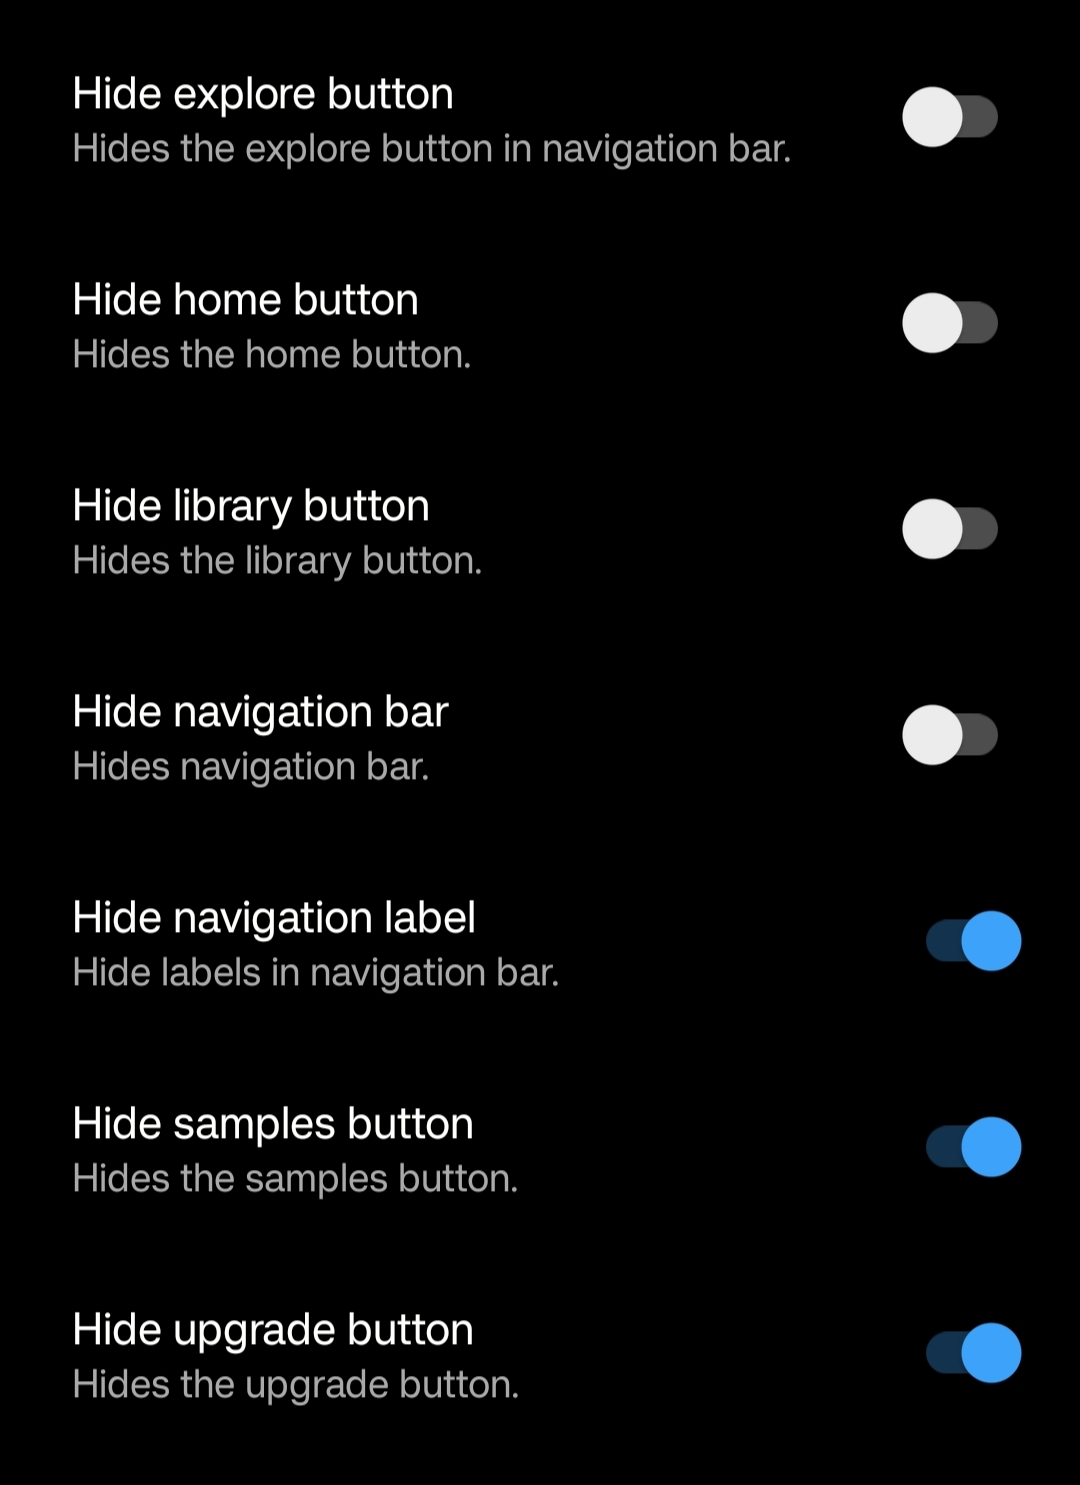 Hide explore button
Hides the explore button in navigation bar.
Hide home button
Hides the home button.
Hide library button
Hides the library button.
Hide navigation bar
Hides navigation bar.
Hide navigation label
Hide labels in navigation bar.
Hide samples button
Hides the samples button.
Hide upgrade button
Hides the upgrade button.